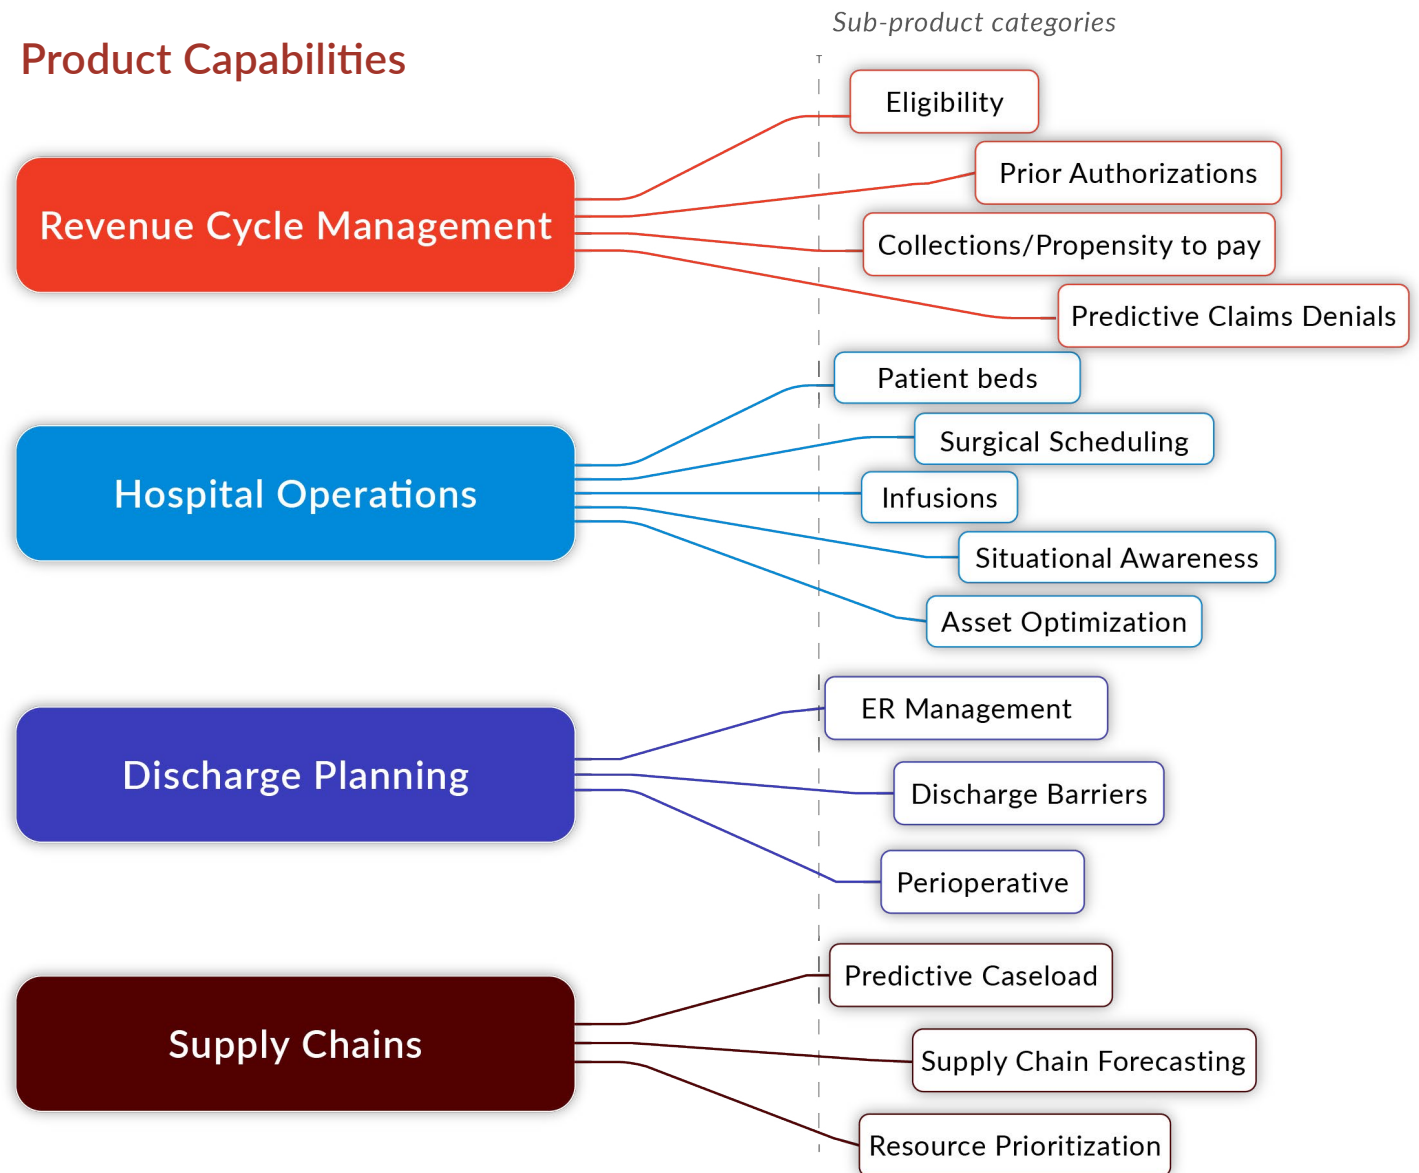 Sub-product categories
Product Capabilities
Revenue Cycle Management
Eligibility
Prior Authorizations
Collections/Propensity to pay
Predictive Claims Denials
Hospital Operations
Patient beds
Surgical Scheduling
Infusions
Situational Awareness
Asset Optimization
Discharge Planning
ER Management
Discharge Barriers
Perioperative
Supply Chains
Predictive Caseload
Supply Chain Forecasting
Resource Prioritization